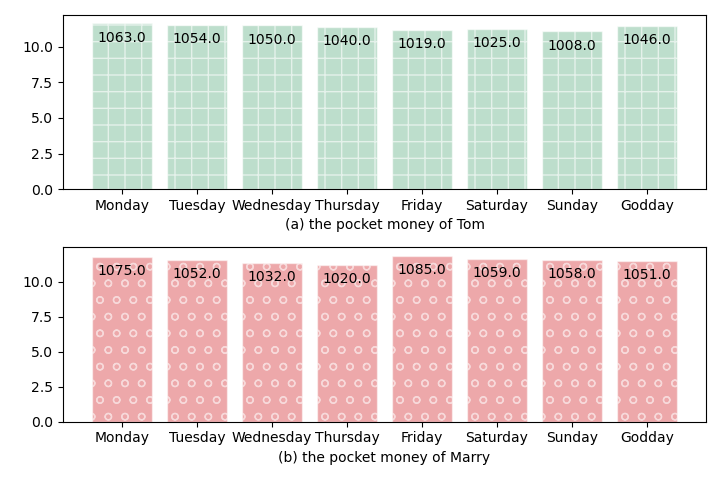 1063.0 1054.0 1050.0 1040.0 1019.0 1025.0 1008.0 1046.0
10.0
7.5
5.0
2.5
0.0
Monday Tuesday Wednesday Thursday Friday Saturday Sunday Godday
(a) the pocket money of Tom
1075.0 1052.0 1032.0 1020.0 1085.0 1059.0 1058.0 1051.0
10.0
7.5
5.0
2.5
0.0
Monday Tuesday Wednesday Thursday Friday Saturday Sunday Godday
(b) the pocket money of Marry